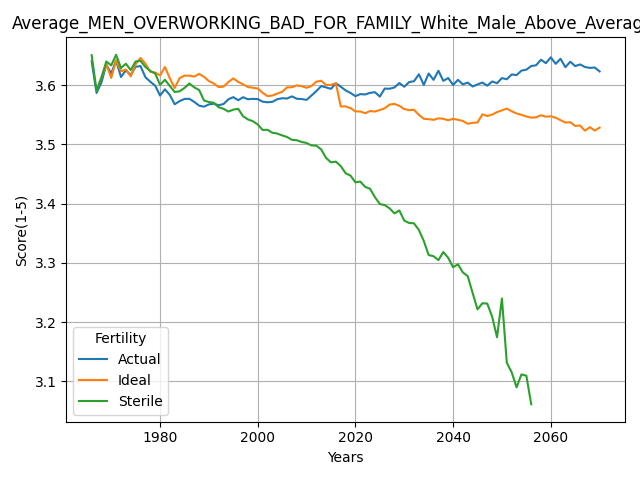 Average_MEN_OVERWORKING_BAD_FOR_FAMILY_White_Male_Above_Averag
Score(1-5)
3.6
3.5
3.4
3.3
3.2
3.1
Fertility
Actual
Ideal
Sterile
1980 2000 2020 2040 2060
Years